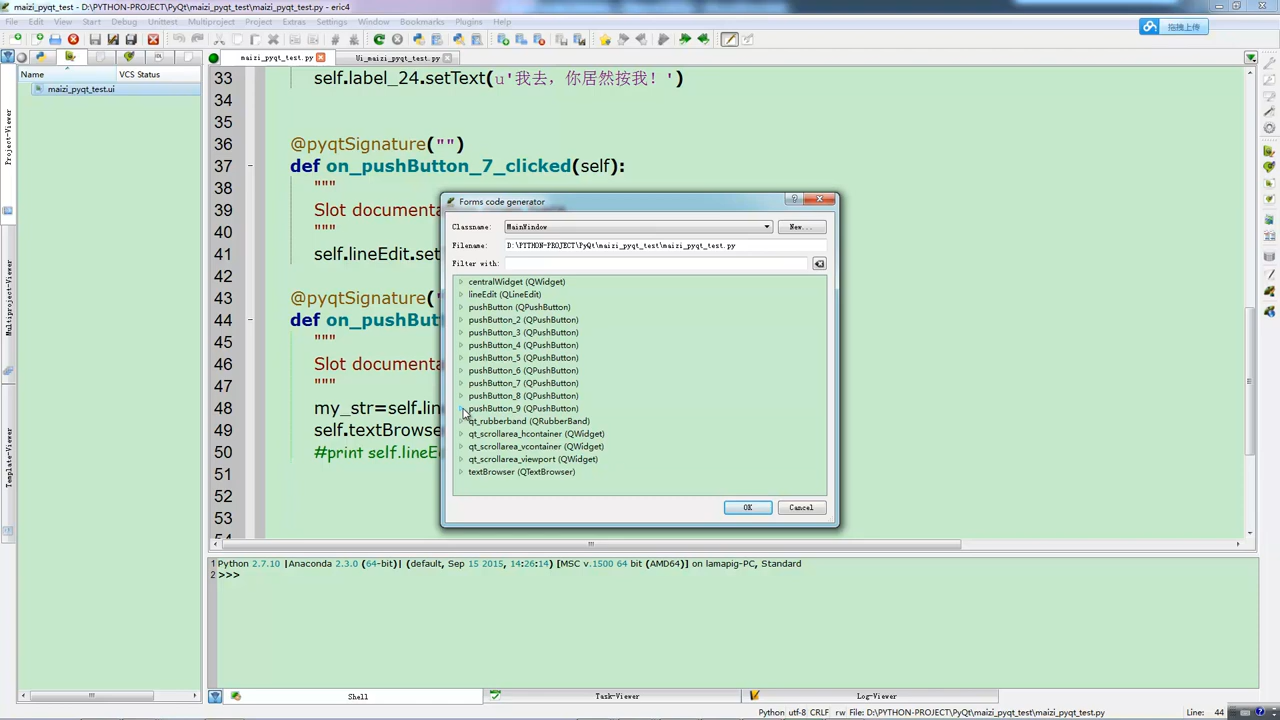 maizi_pyqt_test - D:\PYTHON-PROJECT\PyQt\maizi_pyqt_test\maizi_pyqt_test.py - eric4
File Edit View Start Debug Unittest Multiproject Project Extras Settings Window Bookmarks Plugins Help
拖拽上传
maizi_pyqt_test.py
Ui_maizi_pyqt_test.py
Name VCS Status
maizi_pyqt_test.ui
Project-Viewer
Multiproject-Viewer
Template-Viewer
33 self.label_24.setText(u'我去，你居然按我！')
34
35
36 @pyqtSignature("")
37 def on_pushButton_7_clicked(self):
38 """
39 Slot documenta
40 """
41 self.lineEdit.set
42
43 @pyqtSignature(
44 def on_pushBut
45 """
46 Slot documenta
47 """
48 my_str=self.lin
49 self.textBrowse
50 #print self.lineE
51
52
53
54
Forms code generator
Classname: MainWindow New...
Filename: D:\PYTHON-PROJECT\PyQt\maizi_pyqt_test\maizi_pyqt_test.py
Filter with:
centralWidget (QWidget)
lineEdit (QLineEdit)
pushButton (QPushButton)
pushButton_2 (QPushButton)
pushButton_3 (QPushButton)
pushButton_4 (QPushButton)
pushButton_5 (QPushButton)
pushButton_6 (QPushButton)
pushButton_7 (QPushButton)
pushButton_8 (QPushButton)
pushButton_9 (QPushButton)
qt_rubberband (QRubberBand)
qt_scrollarea_hcontainer (QWidget)
qt_scrollarea_vcontainer (QWidget)
qt_scrollarea_viewport (QWidget)
textBrowser (QTextBrowser)
OK Cancel
1 Python 2.7.10 |Anaconda 2.3.0 (64-bit)| (default, Sep 15 2015, 14:26:14) [MSC v.1500 64 bit (AMD64)] on lamapig-PC, Standard
2 >>>
Shell Task-Viewer Log-Viewer
Python utf-8 CRLF rw File: D:\PYTHON-PROJECT\PyQt\maizi_pyqt_test\maizi_pyqt_test.py Line: 44